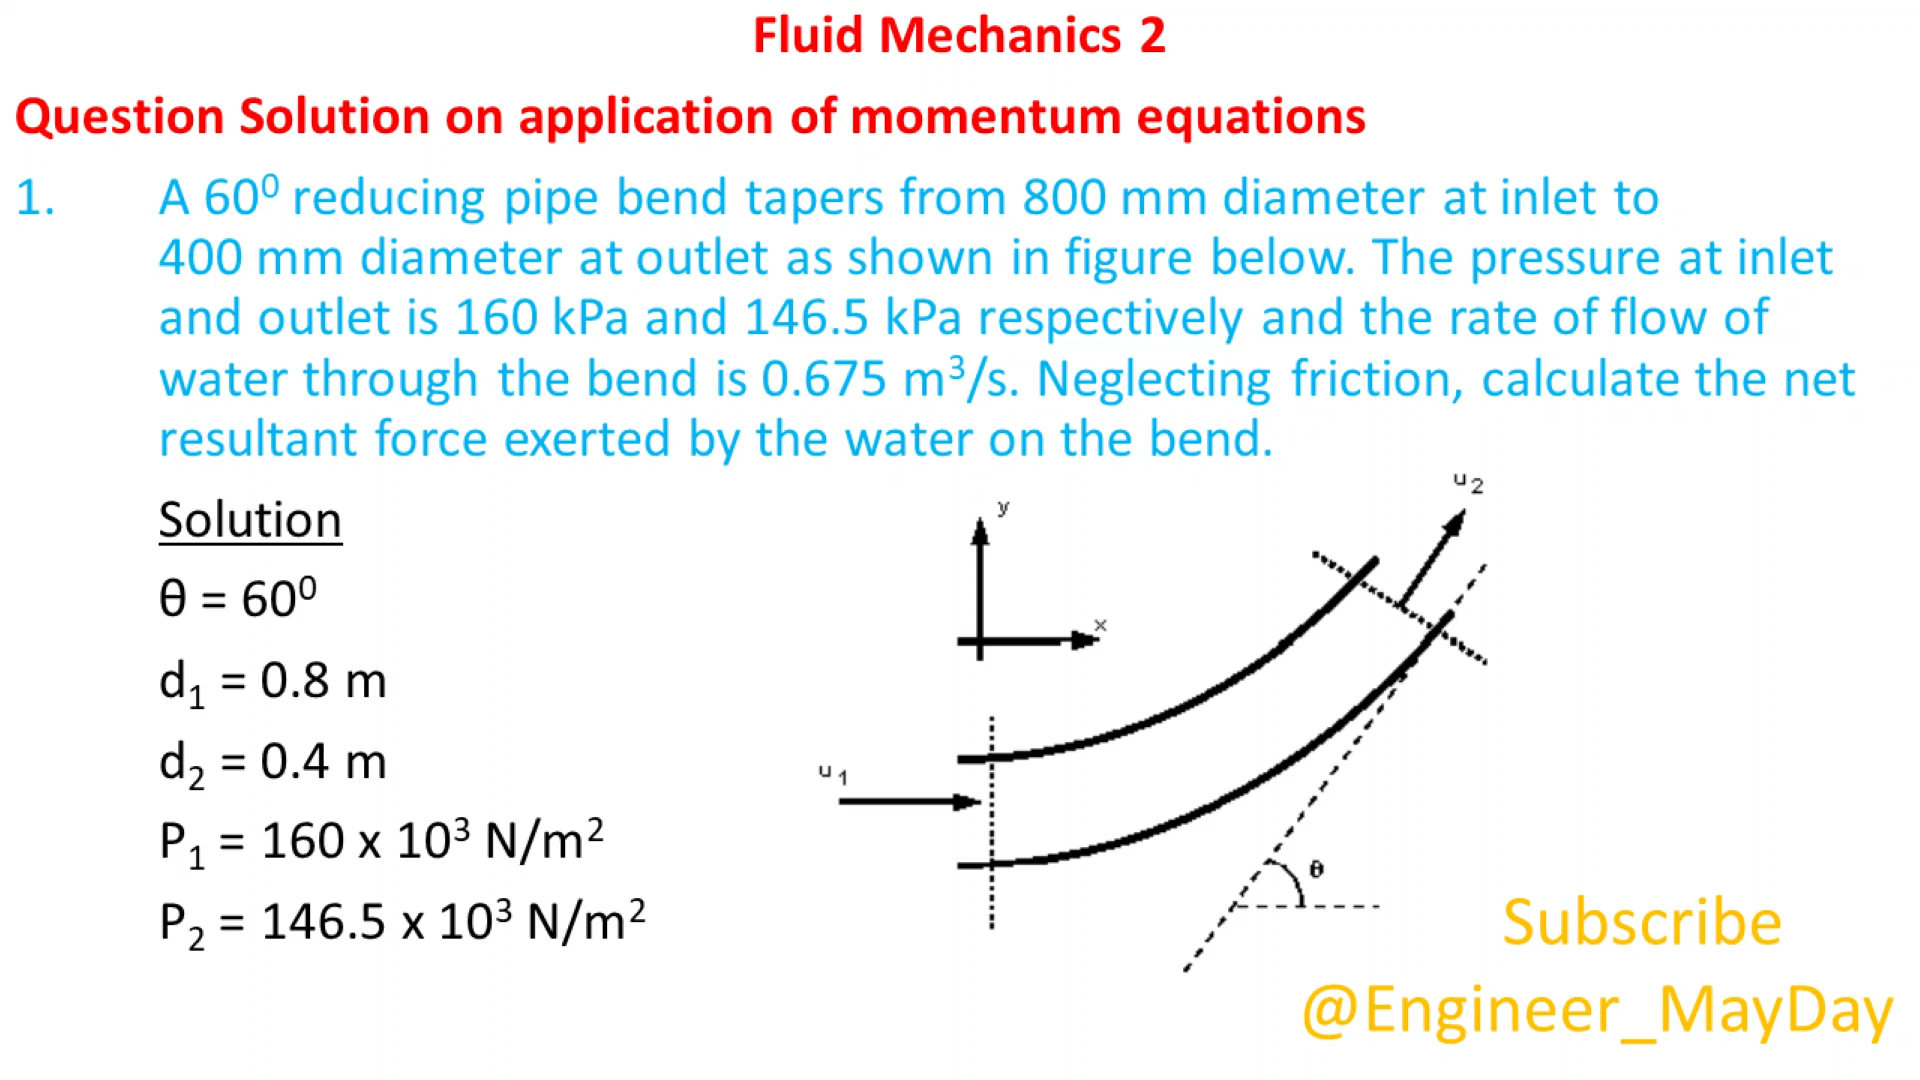 Fluid Mechanics 2
Question Solution on application of momentum equations
1. A 60⁰ reducing pipe bend tapers from 800 mm diameter at inlet to
400 mm diameter at outlet as shown in figure below. The pressure at inlet
and outlet is 160 kPa and 146.5 kPa respectively and the rate of flow of
water through the bend is 0.675 m³/s. Neglecting friction, calculate the net
resultant force exerted by the water on the bend.
Solution
θ = 60⁰
d₁ = 0.8 m
d₂ = 0.4 m
P₁ = 160 x 10³ N/m²
P₂ = 146.5 x 10³ N/m²
y
x
u₂
u₁
θ
Subscribe
@Engineer_MayDay